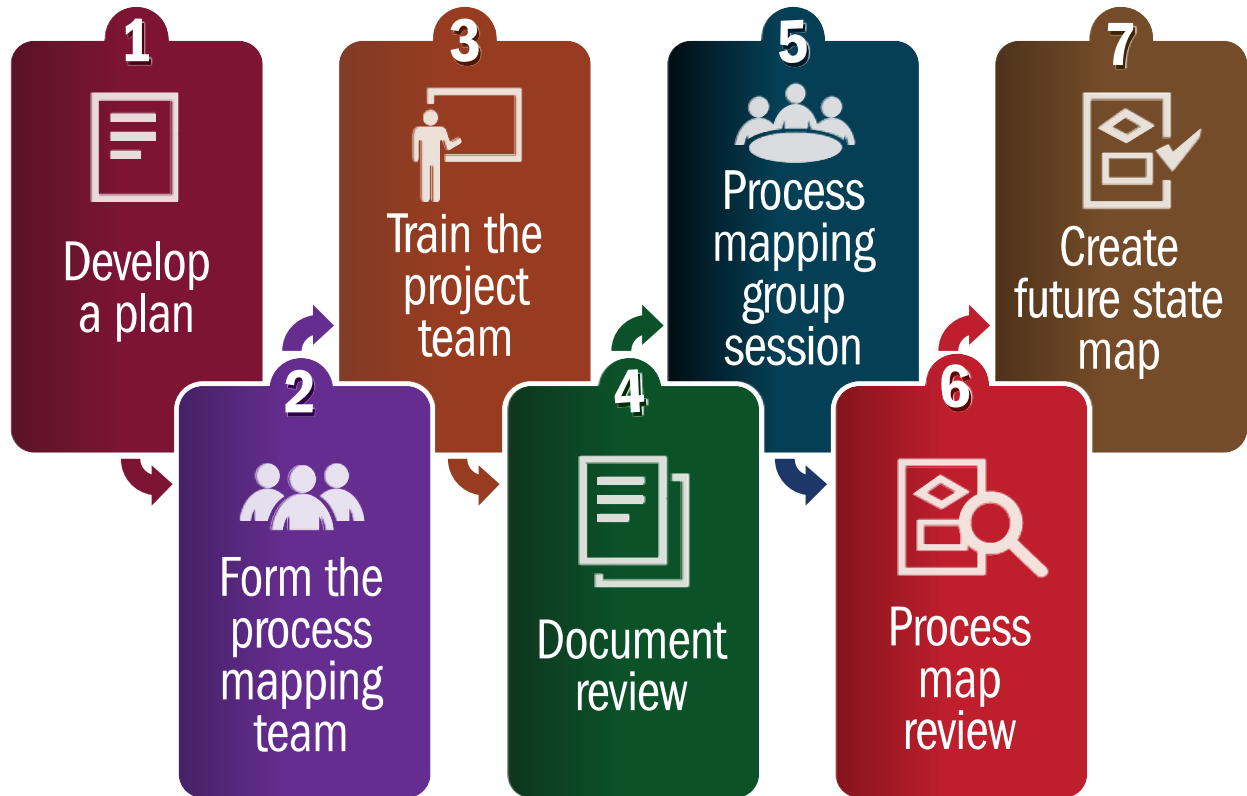 1
Develop
a plan
2
Form the
process
mapping
team
3
Train the
project
team
4
Document
review
5
Process
mapping
group
session
6
Process
map
review
7
Create
future state
map